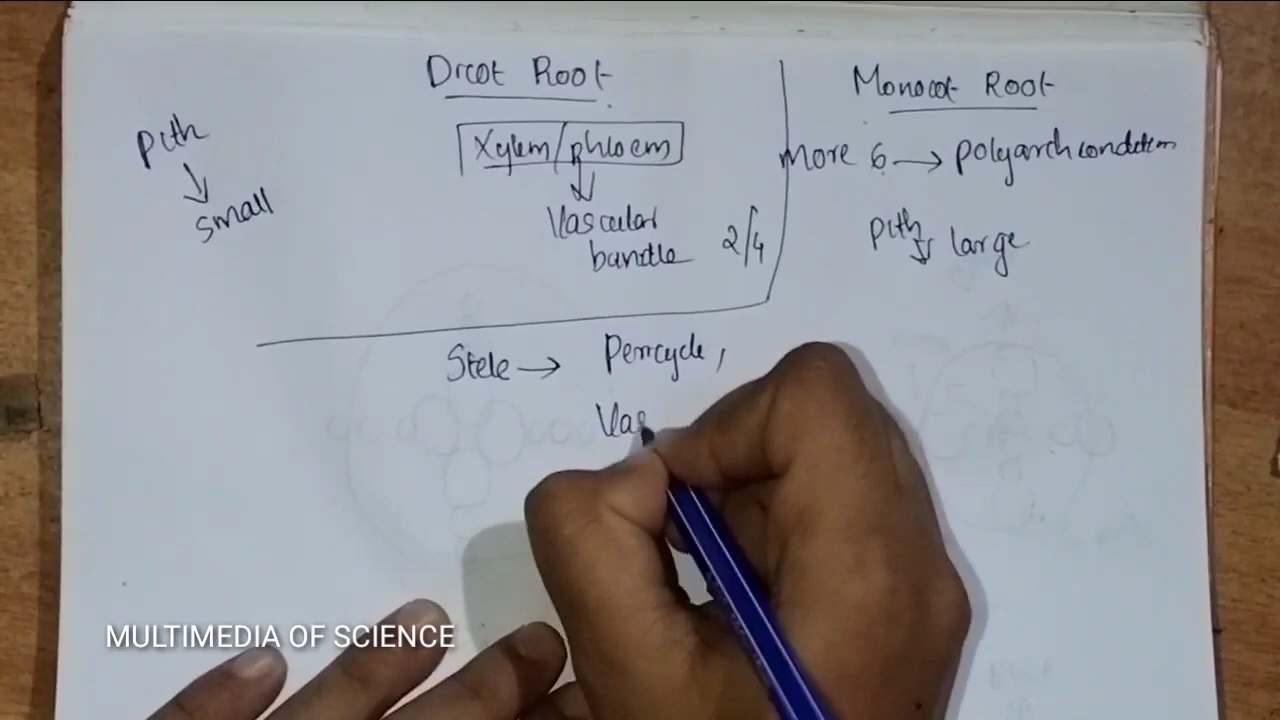 Dicot Root
Monocot Root
Pith
small
Xylem/phloem
Vascular
bundle 2/4
more 6 → polyarch condition
Pith large
Stele → Pericycle,
Vas
MULTIMEDIA OF SCIENCE